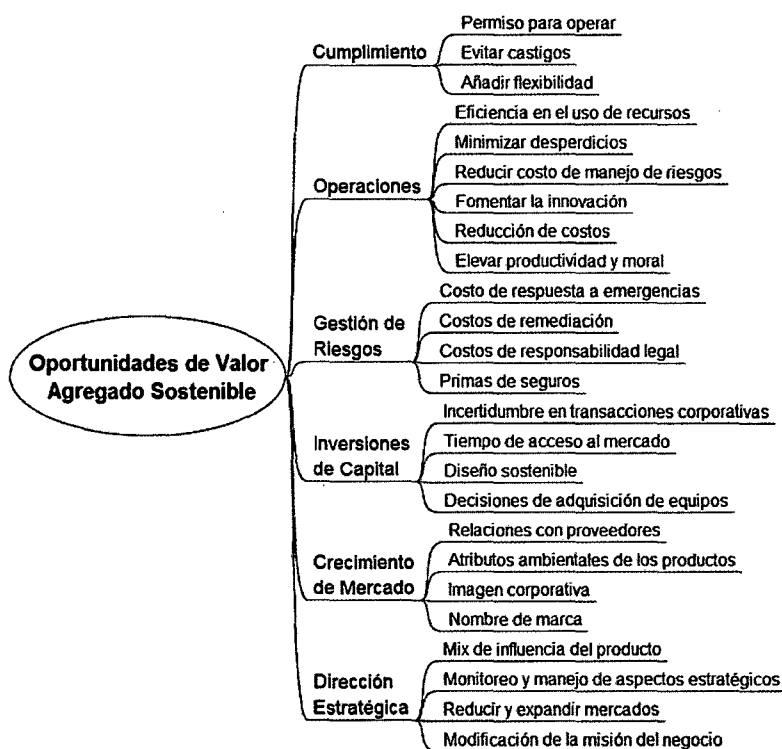 Oportunidades de Valor
Agregado Sostenible
Cumplimiento
Permiso para operar
Evitar castigos
Añadir flexibilidad
Operaciones
Eficiencia en el uso de recursos
Minimizar desperdicios
Reducir costo de manejo de riesgos
Fomentar la innovación
Reducción de costos
Elevar productividad y moral
Gestión de
Riesgos
Costo de respuesta a emergencias
Costos de remediación
Costos de responsabilidad legal
Primas de seguros
Inversiones
de Capital
Incertidumbre en transacciones corporativas
Tiempo de acceso al mercado
Diseño sostenible
Decisiones de adquisición de equipos
Crecimiento
de Mercado
Relaciones con proveedores
Atributos ambientales de los productos
Imagen corporativa
Nombre de marca
Dirección
Estratégica
Mix de influencia del producto
Monitoreo y manejo de aspectos estratégicos
Reducir y expandir mercados
Modificación de la misión del negocio